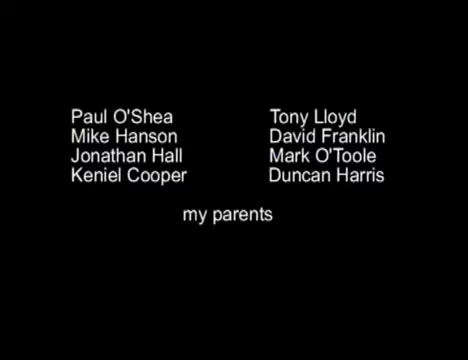 Paul O'Shea Tony Lloyd
Mike Hanson David Franklin
Jonathan Hall Mark O'Toole
Keniel Cooper Duncan Harris
my parents